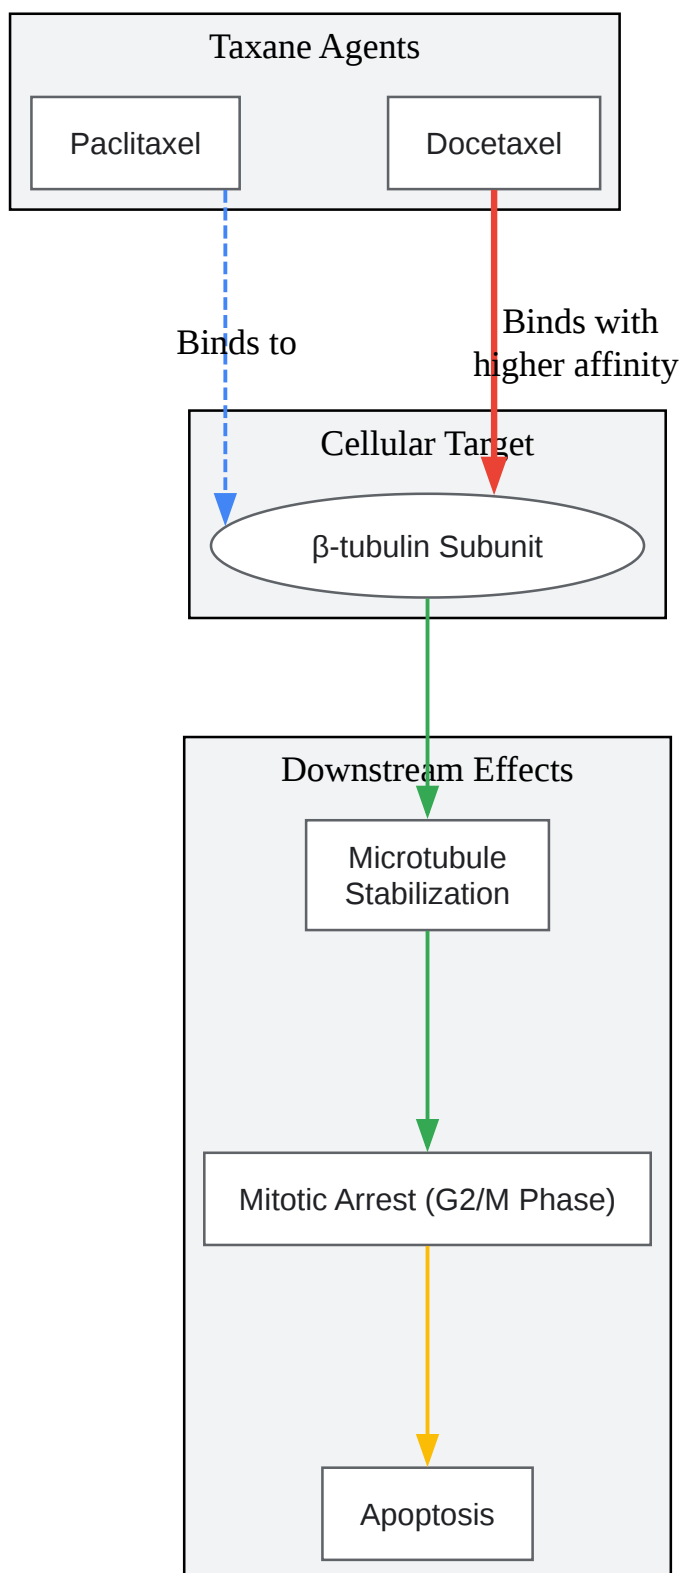 Taxane Agents
Paclitaxel
Docetaxel
Binds to
Binds with
higher affinity
Cellular Target
β-tubulin Subunit
Downstream Effects
Microtubule
Stabilization
Mitotic Arrest (G2/M Phase)
Apoptosis